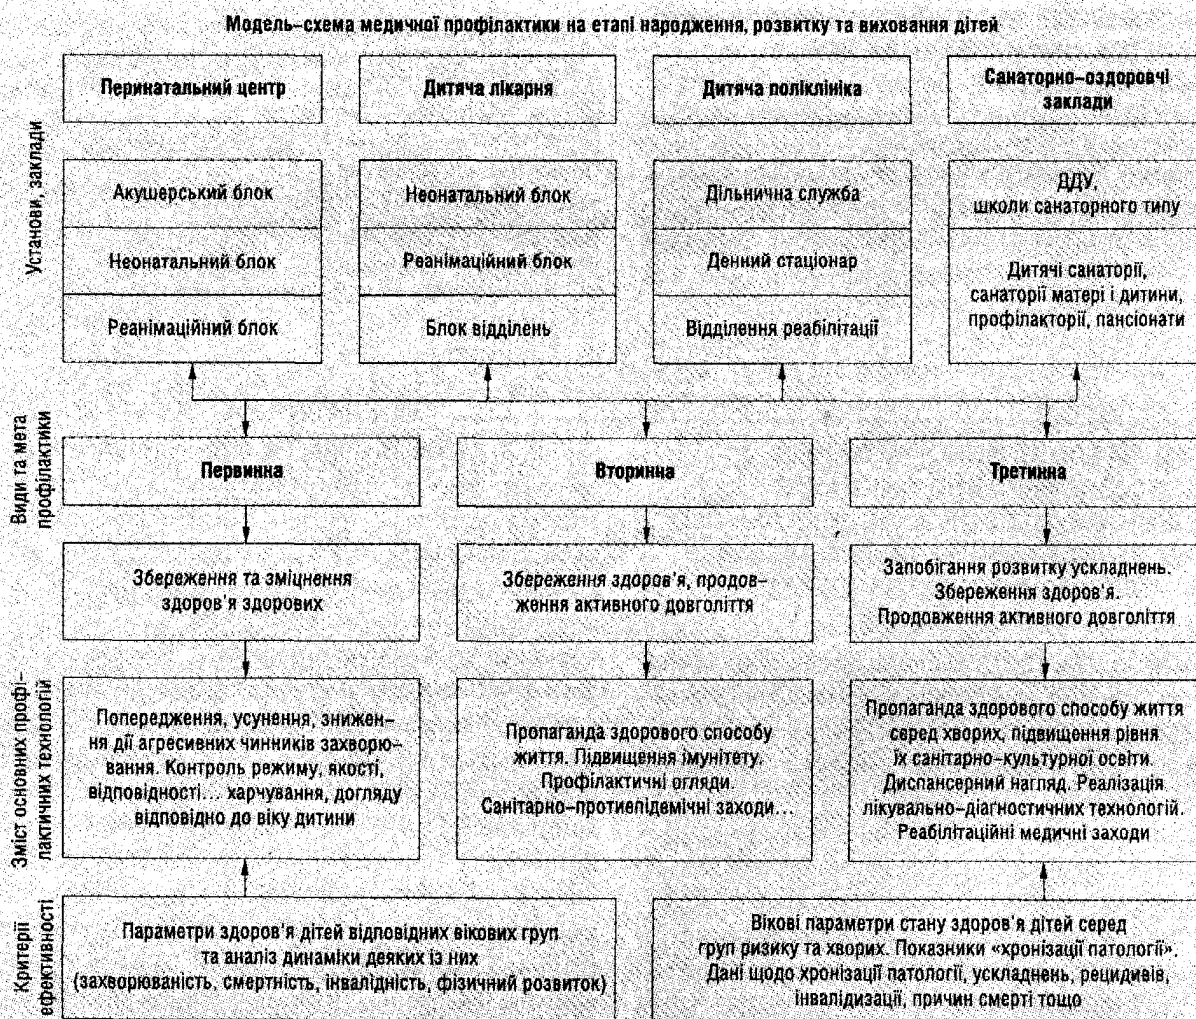 Модель–схема медичної профілактики на етапі народження, розвитку та виховання дітей
Установи, заклади
Перинатальний центр
Дитяча лікарня
Дитяча поліклініка
Санаторно–оздоровчі
заклади
Акушерський блок
Неонатальний блок
Реанімаційний блок
Неонатальний блок
Реанімаційний блок
Блок відділень
Дільнична служба
Денний стаціонар
Відділення реабілітації
ДДУ,
школи санаторного типу
Дитячі санаторії,
санаторії матері і дитини,
профілакторії, пансіонати
Види та мета
профілактики
Первинна
Вторинна
Третинна
Збереження та зміцнення
здоров'я здорових
Збереження здоров'я, продов–
ження активного довголіття
Запобігання розвитку ускладнень.
Збереження здоров'я.
Продовження активного довголіття
Зміст основних профі–
лактичних технологій
Попередження, усунення, знижен–
ня дії агресивних чинників захворю–
вання. Контроль режиму, якості,
відповідності... харчування, догляду
відповідно до віку дитини
Пропаганда здорового способу
життя. Підвищення імунітету.
Профілактичні огляди.
Санітарно–протиепідемічні заходи...
Пропаганда здорового способу життя
серед хворих, підвищення рівня
їх санітарно–культурної освіти.
Диспансерний нагляд. Реалізація
лікувально–діагностичних технологій.
Реабілітаційні медичні заходи
Критерії
ефективності
Параметри здоров'я дітей відповідних вікових груп
та аналіз динаміки деяких із них
(захворюваність, смертність, інвалідність, фізичний розвиток)
Вікові параметри стану здоров'я дітей серед
груп ризику та хворих. Показники «хронізації патології».
Дані щодо хронізації патології, ускладнень, рецидивів,
інвалідизації, причин смерті тощо